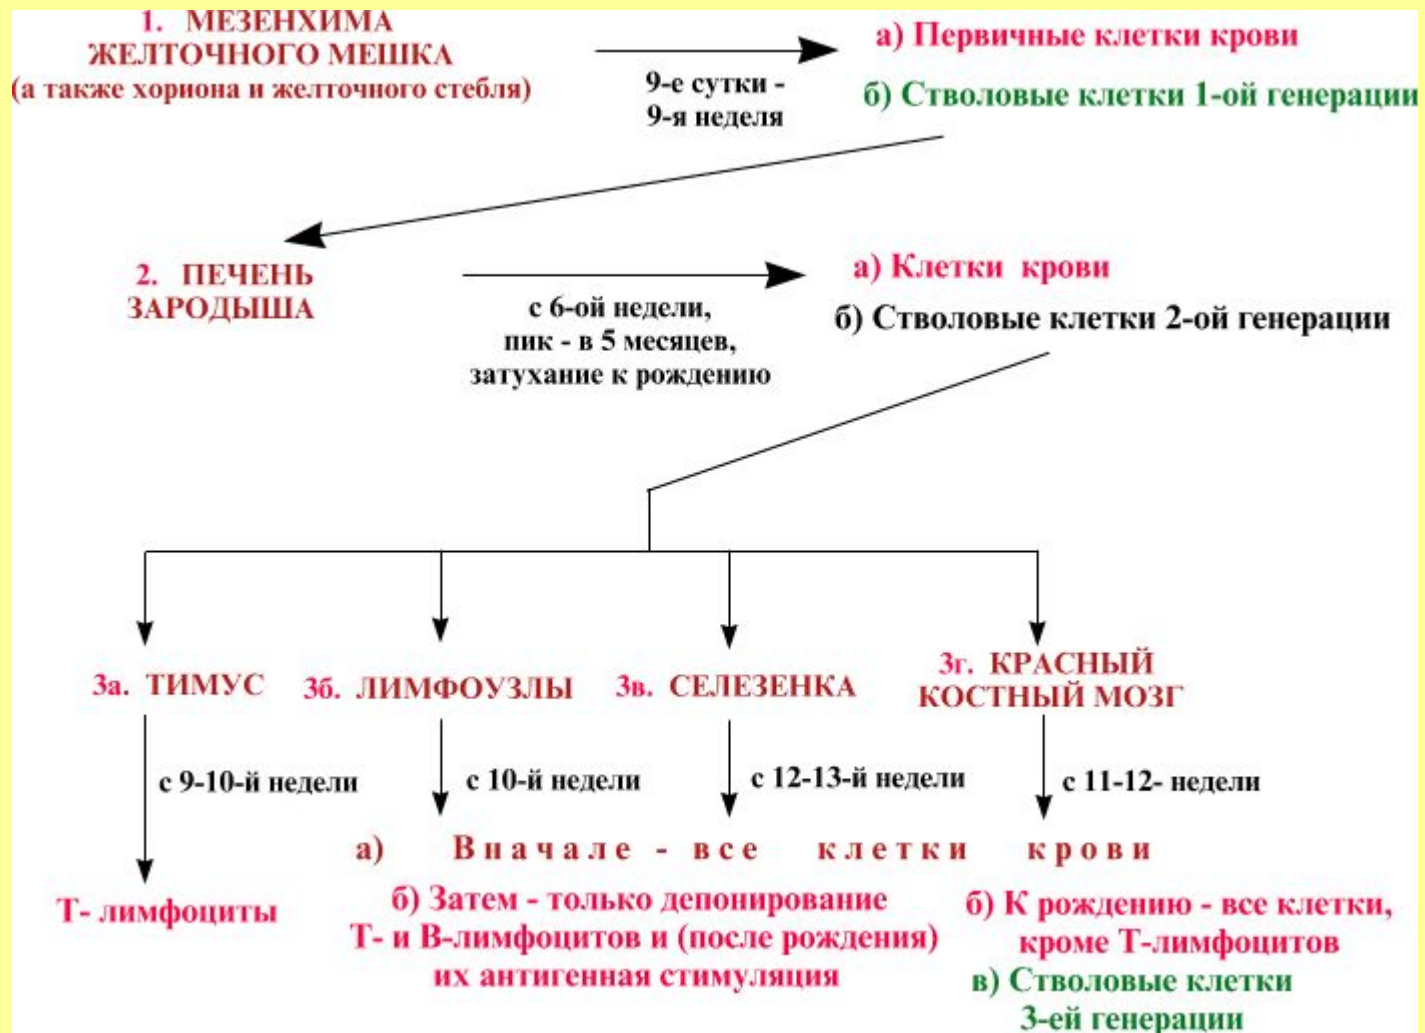 1. МЕЗЕНХИМА
ЖЕЛТОЧНОГО МЕШКА
(а также хориона и желточного стебля)
9-е сутки -
9-я неделя
а) Первичные клетки крови
б) Стволовые клетки 1-ой генерации
2. ПЕЧЕНЬ
ЗАРОДЫША
с 6-ой недели,
пик - в 5 месяцев,
затухание к рождению
а) Клетки крови
б) Стволовые клетки 2-ой генерации
3а. ТИМУС
3б. ЛИМФОУЗЛЫ
3в. СЕЛЕЗЕНКА
3г. КРАСНЫЙ
КОСТНЫЙ МОЗГ
с 9-10-й недели
с 10-й недели
с 12-13-й недели
с 11-12- недели
а) Вначале - все клетки крови
Т- лимфоциты
б) Затем - только депонирование
Т- и В-лимфоцитов и (после рождения)
их антигенная стимуляция
б) К рождению - все клетки,
кроме Т-лимфоцитов
в) Стволовые клетки
3-ей генерации